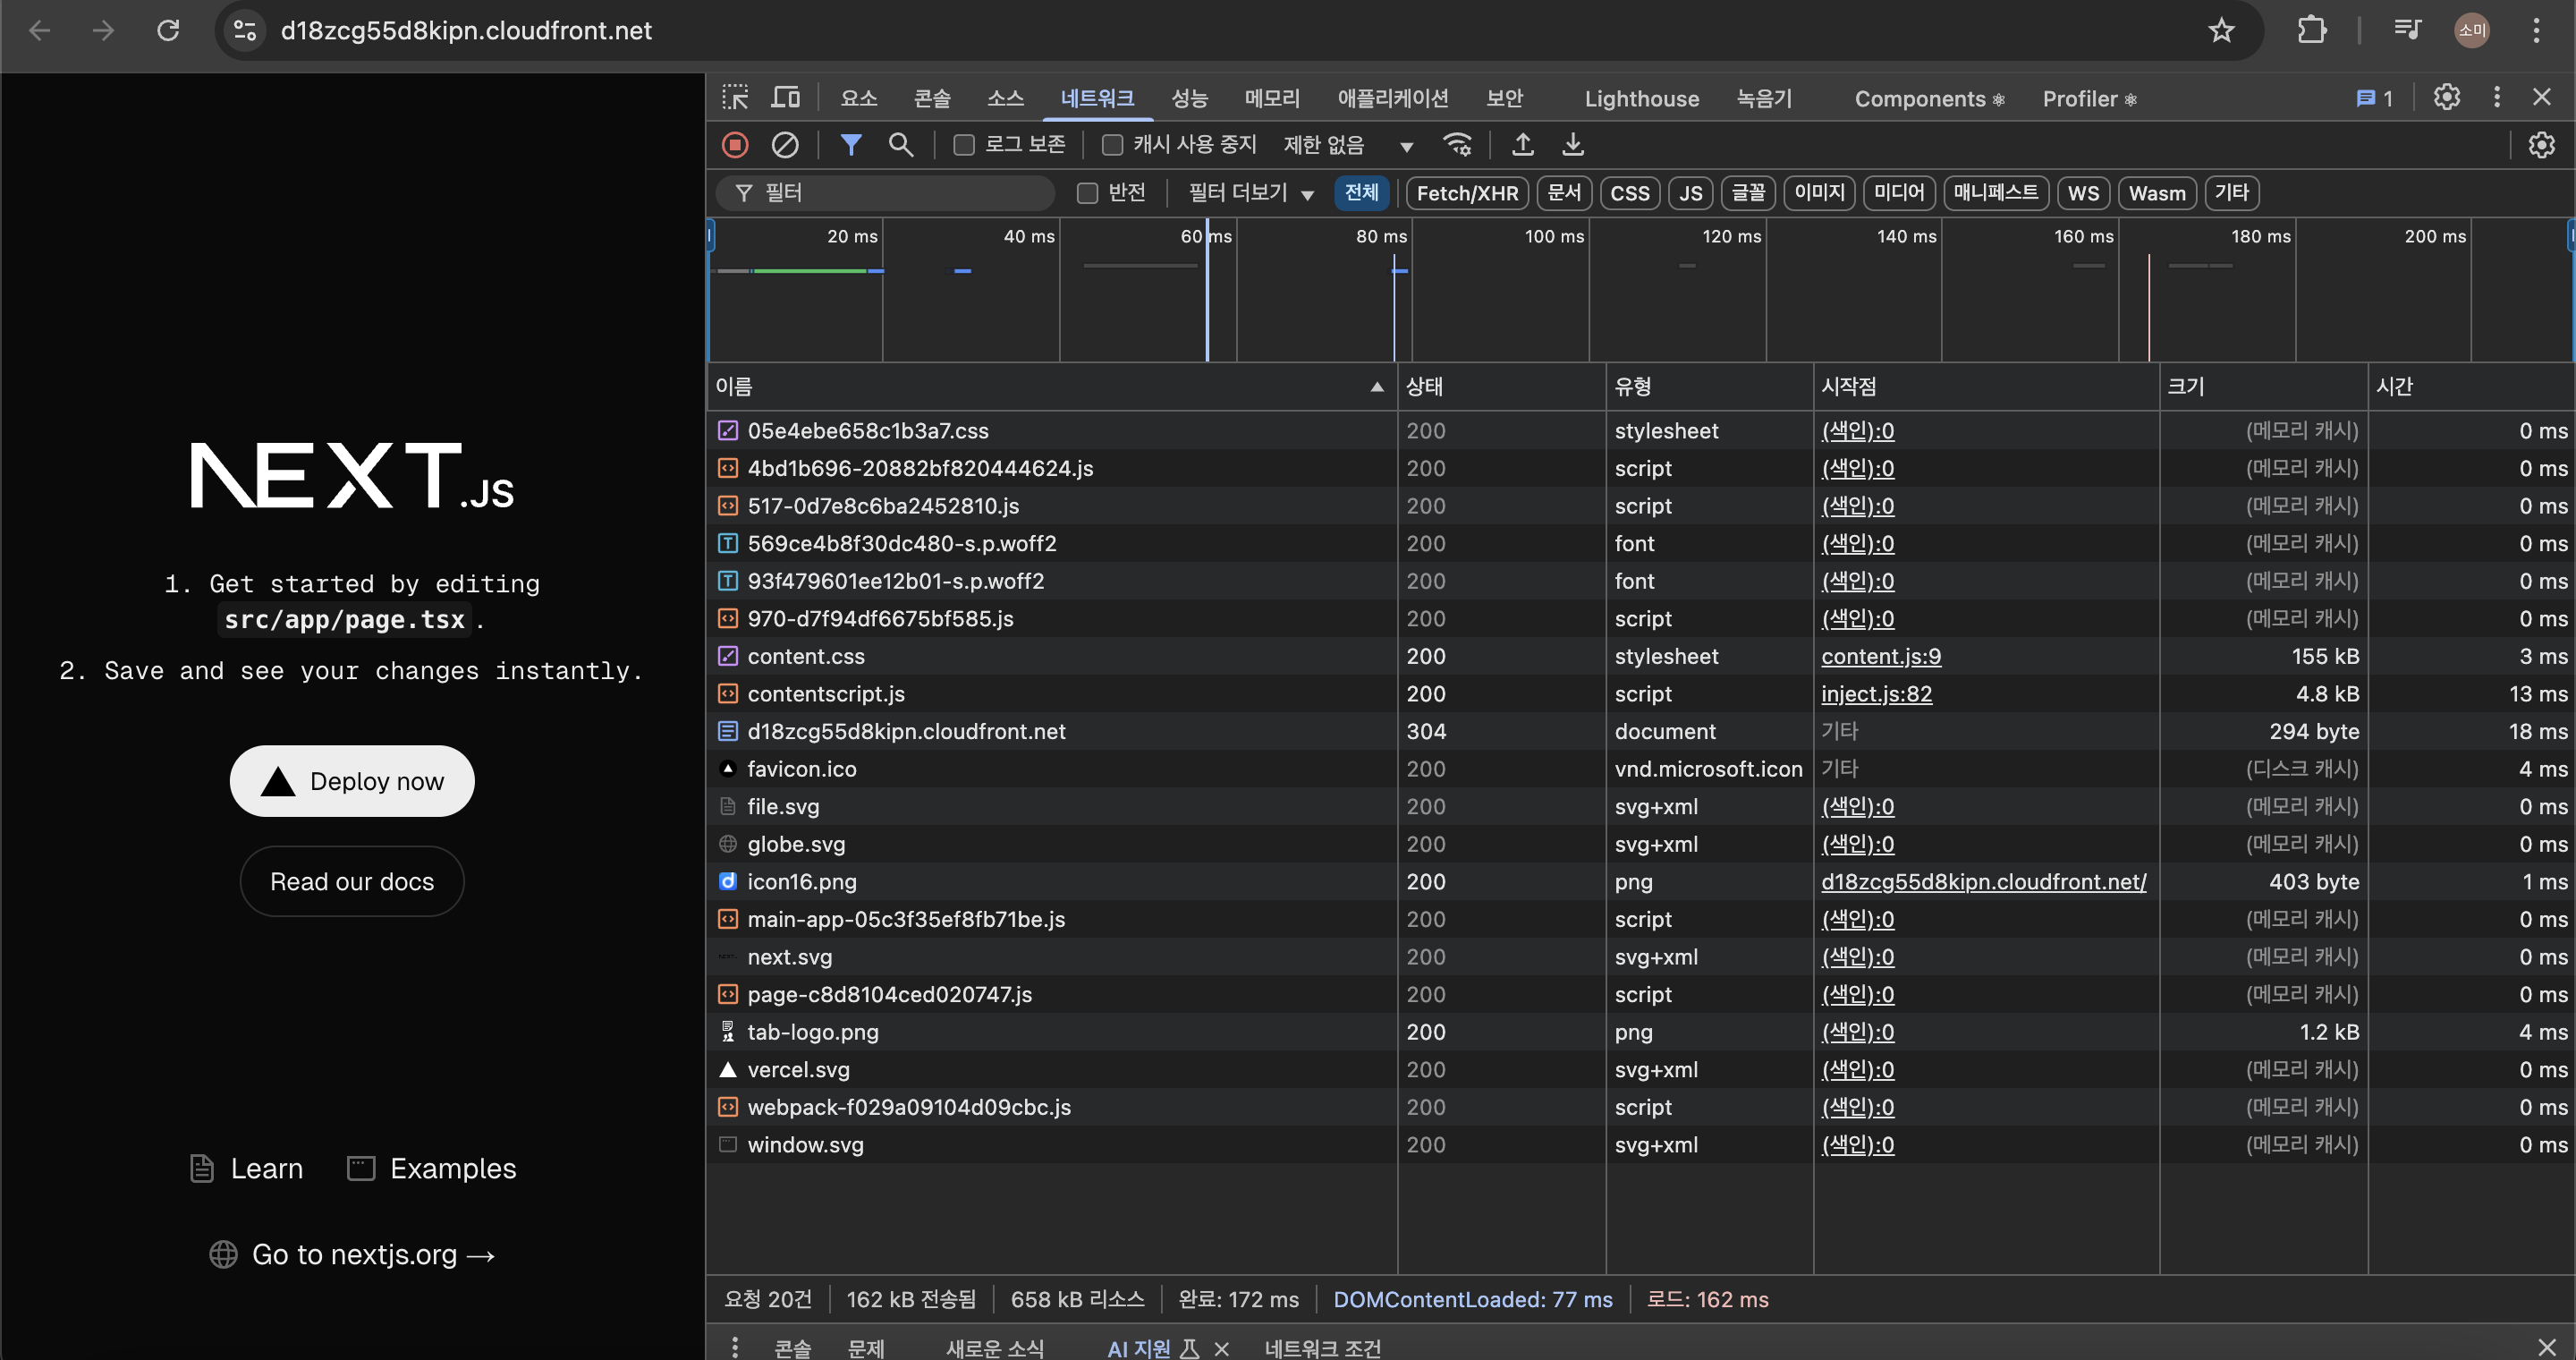 d18zcg55d8kipn.cloudfront.net
소미
NEXT.JS
1. Get started by editing
src/app/page.tsx.
2. Save and see your changes instantly.
Deploy now
Read our docs
Learn
Examples
Go to nextjs.org →
요소 콘솔 소스 네트워크 성능 메모리 애플리케이션 보안 Lighthouse 녹음기 Components ⚛ Profiler ⚛ 1
로그 보존 캐시 사용 중지 제한 없음
필터 반전 필터 더보기 전체 Fetch/XHR 문서 CSS JS 글꼴 이미지 미디어 매니페스트 WS Wasm 기타
20 ms 40 ms 60 ms 80 ms 100 ms 120 ms 140 ms 160 ms 180 ms 200 ms
이름 상태 유형 시작점 크기 시간
05e4ebe658c1b3a7.css 200 stylesheet (색인):0 (메모리 캐시) 0 ms
4bd1b696-20882bf820444624.js 200 script (색인):0 (메모리 캐시) 0 ms
517-0d7e8c6ba2452810.js 200 script (색인):0 (메모리 캐시) 0 ms
569ce4b8f30dc480-s.p.woff2 200 font (색인):0 (메모리 캐시) 0 ms
93f479601ee12b01-s.p.woff2 200 font (색인):0 (메모리 캐시) 0 ms
970-d7f94df6675bf585.js 200 script (색인):0 (메모리 캐시) 0 ms
content.css 200 stylesheet content.js:9 155 kB 3 ms
contentscript.js 200 script inject.js:82 4.8 kB 13 ms
d18zcg55d8kipn.cloudfront.net 304 document 기타 294 byte 18 ms
favicon.ico 200 vnd.microsoft.icon 기타 (디스크 캐시) 4 ms
file.svg 200 svg+xml (색인):0 (메모리 캐시) 0 ms
globe.svg 200 svg+xml (색인):0 (메모리 캐시) 0 ms
icon16.png 200 png d18zcg55d8kipn.cloudfront.net/ 403 byte 1 ms
main-app-05c3f35ef8fb71be.js 200 script (색인):0 (메모리 캐시) 0 ms
next.svg 200 svg+xml (색인):0 (메모리 캐시) 0 ms
page-c8d8104ced020747.js 200 script (색인):0 (메모리 캐시) 0 ms
tab-logo.png 200 png (색인):0 1.2 kB 4 ms
vercel.svg 200 svg+xml (색인):0 (메모리 캐시) 0 ms
webpack-f029a09104d09cbc.js 200 script (색인):0 (메모리 캐시) 0 ms
window.svg 200 svg+xml (색인):0 (메모리 캐시) 0 ms
요청 20건 162 kB 전송됨 658 kB 리소스 완료: 172 ms DOMContentLoaded: 77 ms 로드: 162 ms
콘솔 문제 새로운 소식 AI 지원 네트워크 조건